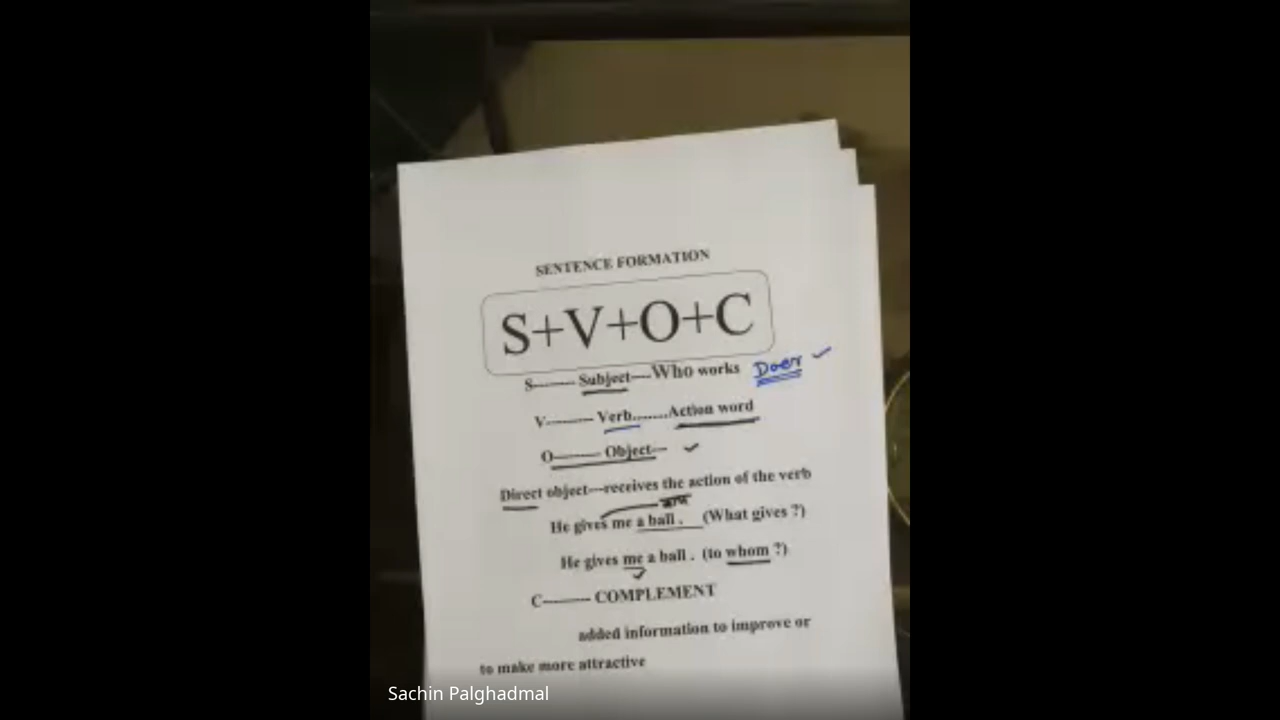 SENTENCE FORMATION
S+V+O+C
S--------- Subject----Who works Doer ✓
V---------- Verb........Action word
O---------- Object--- ✓
Direct object---receives the action of the verb
He gives me a ball . (What gives ?)
He gives me a ball . (to whom ?)
C---------- COMPLEMENT
added information to improve or
to make more attractive
Sachin Palghadmal